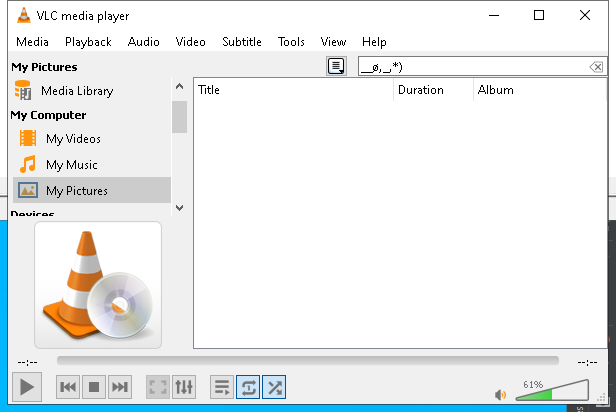 VLC media player
Media Playback Audio Video Subtitle Tools View Help
My Pictures
__ø,_,*)
Media Library
Title Duration Album
My Computer
My Videos
My Music
My Pictures
Devices
--:-- --:--
61%